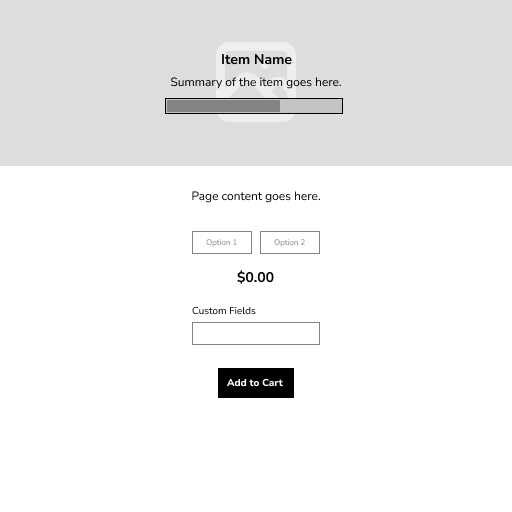 Item Name
Summary of the item goes here.
Page content goes here.
Option 1 Option 2
$0.00
Custom Fields
Add to Cart